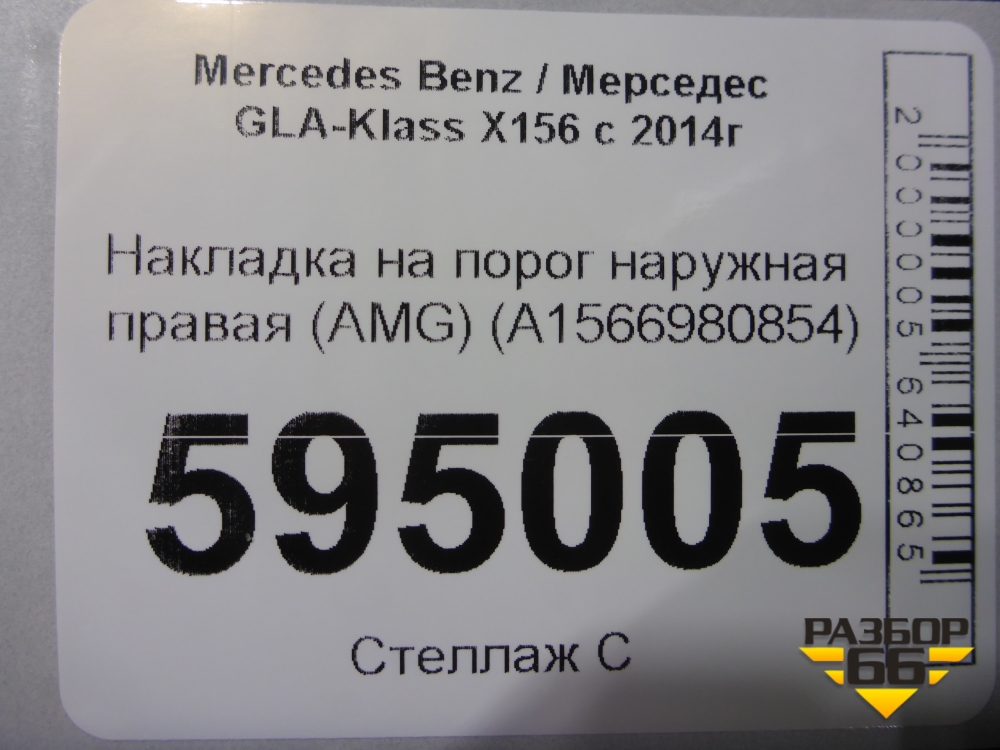 Mercedes Benz / Мерседес
GLA-Klass X156 с 2014г
Накладка на порог наружная
правая (AMG) (A1566980854)
595005
Стеллаж С
2000005640865
РАЗБОР
66